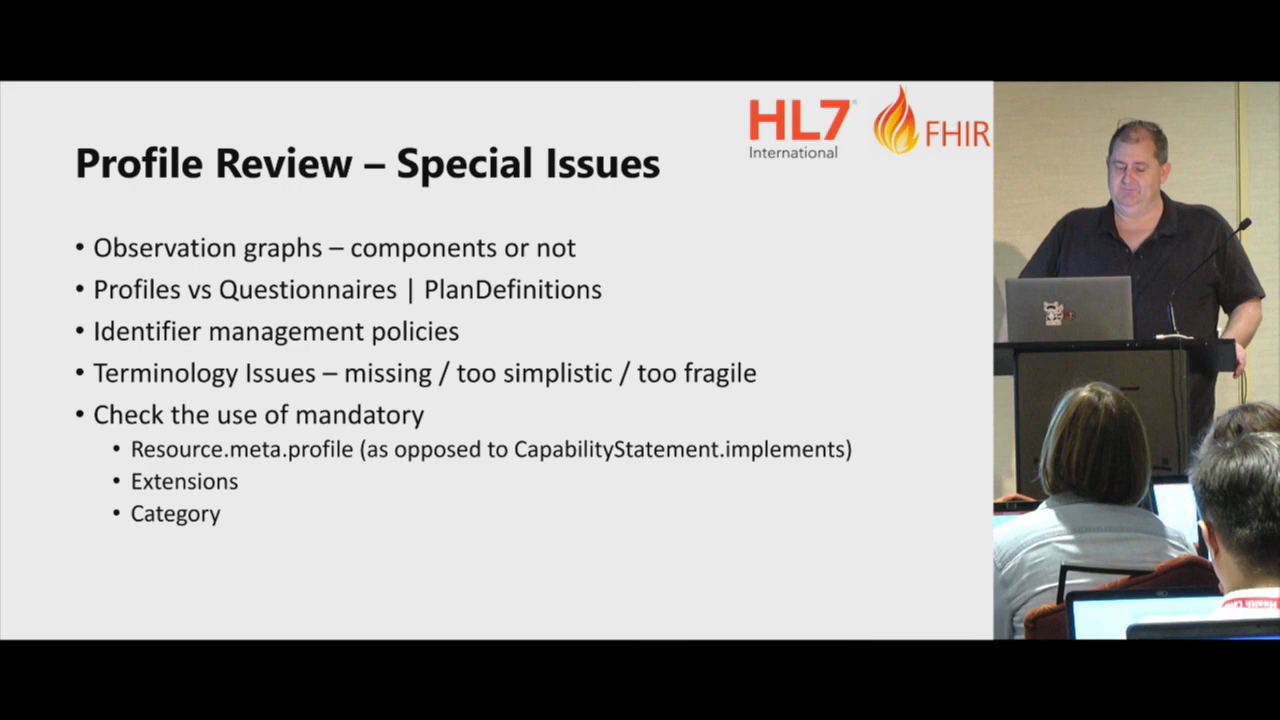 HL7
International
FHIR
Profile Review – Special Issues
• Observation graphs – components or not
• Profiles vs Questionnaires | PlanDefinitions
• Identifier management policies
• Terminology Issues – missing / too simplistic / too fragile
• Check the use of mandatory
• Resource.meta.profile (as opposed to CapabilityStatement.implements)
• Extensions
• Category